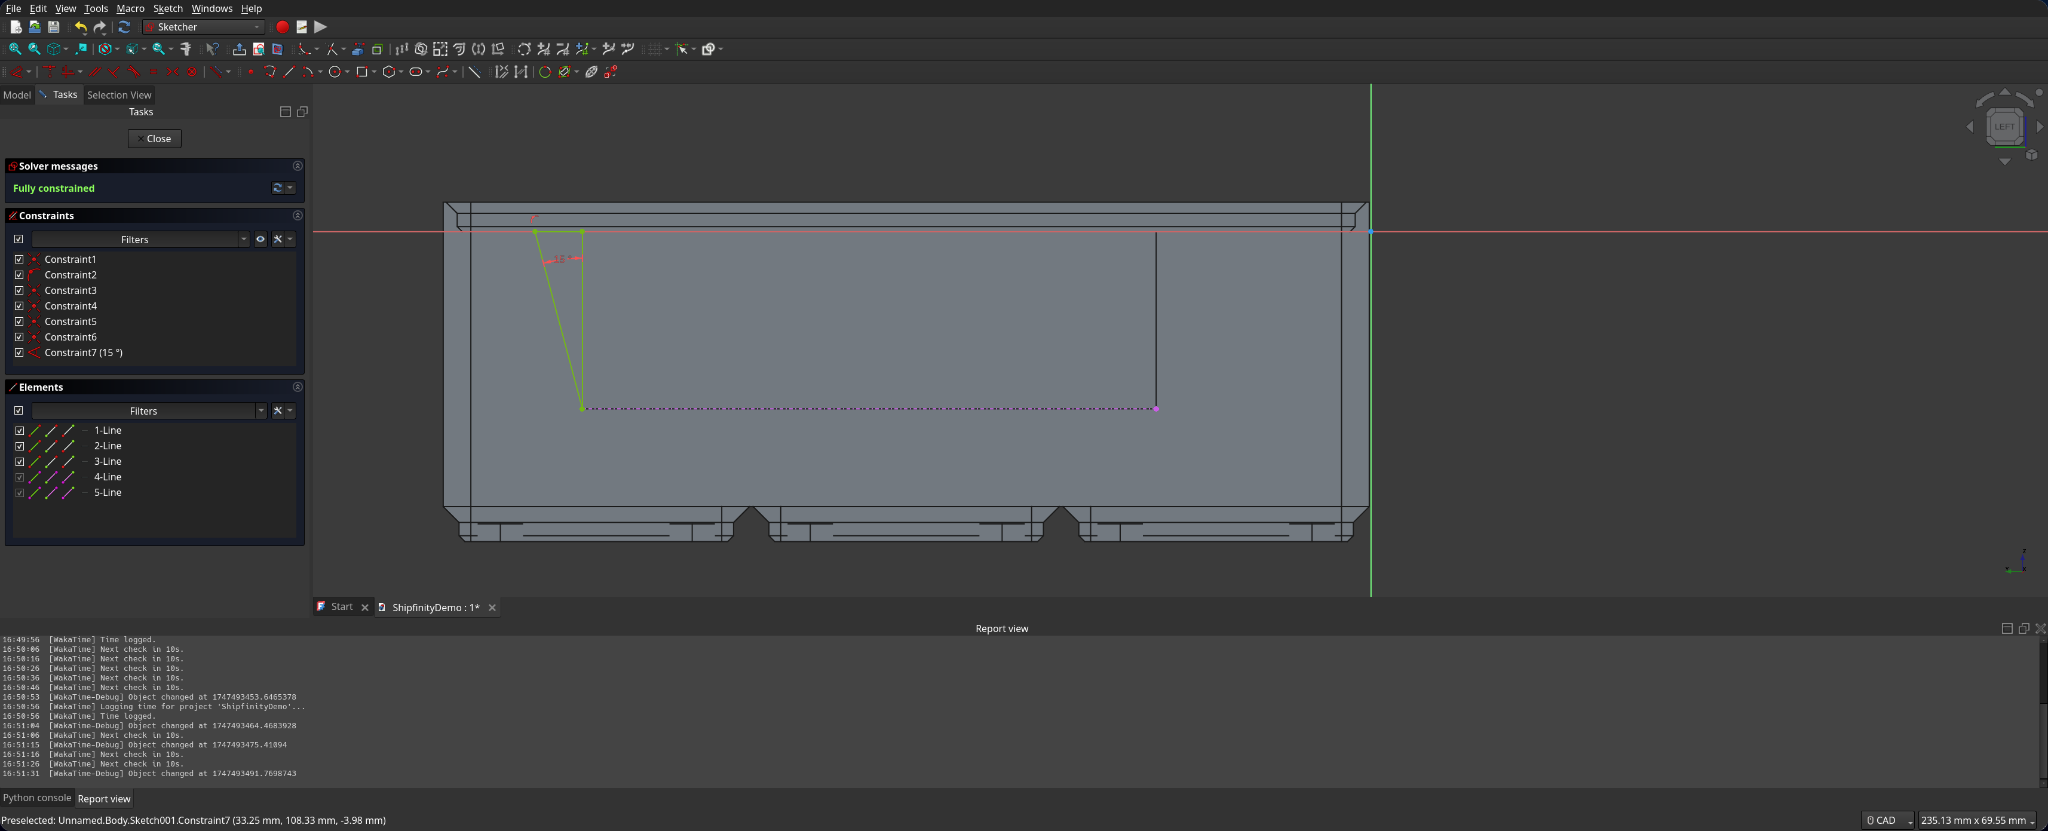 File Edit View Tools Macro Sketch Windows Help
Sketcher
Model Tasks Selection View
Tasks
Close
Solver messages
Fully constrained
Constraints
Filters
Constraint1
Constraint2
Constraint3
Constraint4
Constraint5
Constraint6
Constraint7 (15 °)
Elements
Filters
1-Line
2-Line
3-Line
4-Line
5-Line
15 °
LEFT
Start ShipfinityDemo : 1*
Report view
16:49:56 [WakaTime] Time logged.
16:50:06 [WakaTime] Next check in 10s.
16:50:16 [WakaTime] Next check in 10s.
16:50:26 [WakaTime] Next check in 10s.
16:50:36 [WakaTime] Next check in 10s.
16:50:46 [WakaTime] Next check in 10s.
16:50:53 [WakaTime-Debug] Object changed at 1747493453.6465378
16:50:56 [WakaTime] Logging time for project 'ShipfinityDemo'...
16:50:56 [WakaTime] Time logged.
16:51:04 [WakaTime-Debug] Object changed at 1747493464.4683928
16:51:06 [WakaTime] Next check in 10s.
16:51:15 [WakaTime-Debug] Object changed at 1747493475.41094
16:51:16 [WakaTime] Next check in 10s.
16:51:26 [WakaTime] Next check in 10s.
16:51:31 [WakaTime-Debug] Object changed at 1747493491.7698743
Python console Report view
Preselected: Unnamed.Body.Sketch001.Constraint7 (33.25 mm, 108.33 mm, -3.98 mm)
CAD
235.13 mm x 69.55 mm